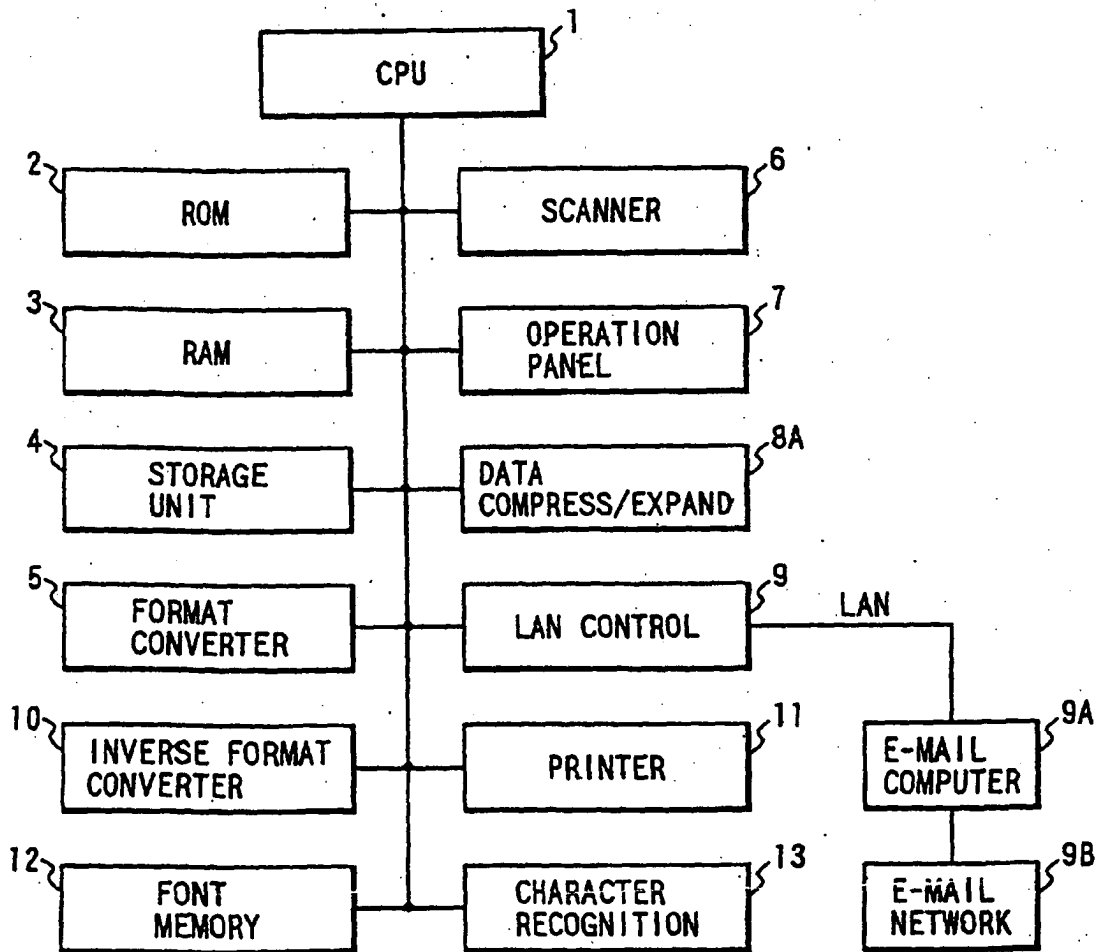 1
CPU
2
ROM
6
SCANNER
3
RAM
7
OPERATION
PANEL
4
STORAGE
UNIT
8A
DATA
COMPRESS/EXPAND
5
FORMAT
CONVERTER
9
LAN CONTROL
LAN
10
INVERSE FORMAT
CONVERTER
11
PRINTER
9A
E-MAIL
COMPUTER
12
FONT
MEMORY
13
CHARACTER
RECOGNITION
9B
E-MAIL
NETWORK